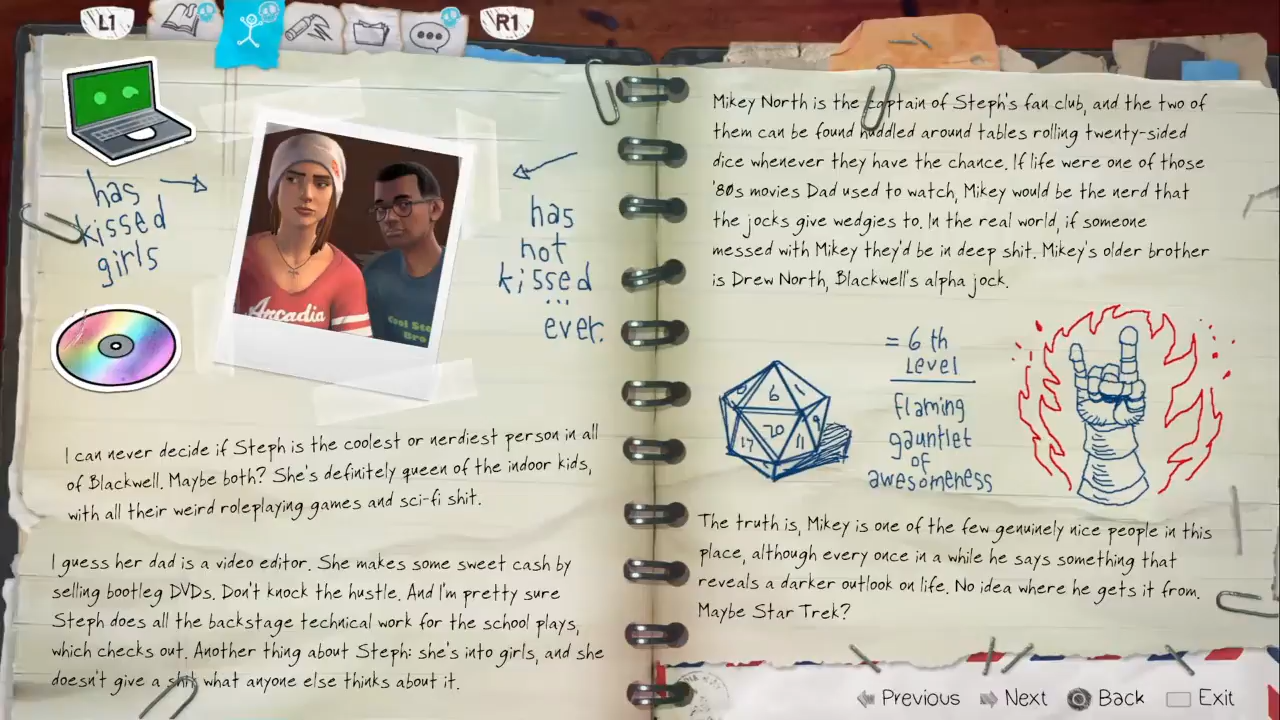 L1
R1
has
kissed
girls
Arcadia
Cool Ste
Bro
has
not
kissed
...
ever.
I can never decide if Steph is the coolest or nerdiest person in all
of Blackwell. Maybe both? She's definitely queen of the indoor kids,
with all their weird roleplaying games and sci-fi shit.
I guess her dad is a video editor. She makes some sweet cash by
selling bootleg DVDs. Don't knock the hustle. And I'm pretty sure
Steph does all the backstage technical work for the school plays,
which checks out. Another thing about Steph: she's into girls, and she
doesn't give a shit what anyone else thinks about it.
Mikey North is the captain of Steph's fan club, and the two of
them can be found huddled around tables rolling twenty-sided
dice whenever they have the chance. If life were one of those
'80s movies Dad used to watch, Mikey would be the nerd that
the jocks give wedgies to. In the real world, if someone
messed with Mikey they'd be in deep shit. Mikey's older brother
is Drew North, Blackwell's alpha jock.
6
9
20
17
11
= 6th
Level
flaming
gauntlet
of
awesomeness
The truth is, Mikey is one of the few genuinely nice people in this
place, although every once in a while he says something that
reveals a darker outlook on life. No idea where he gets it from.
Maybe Star Trek?
Previous Next Back Exit